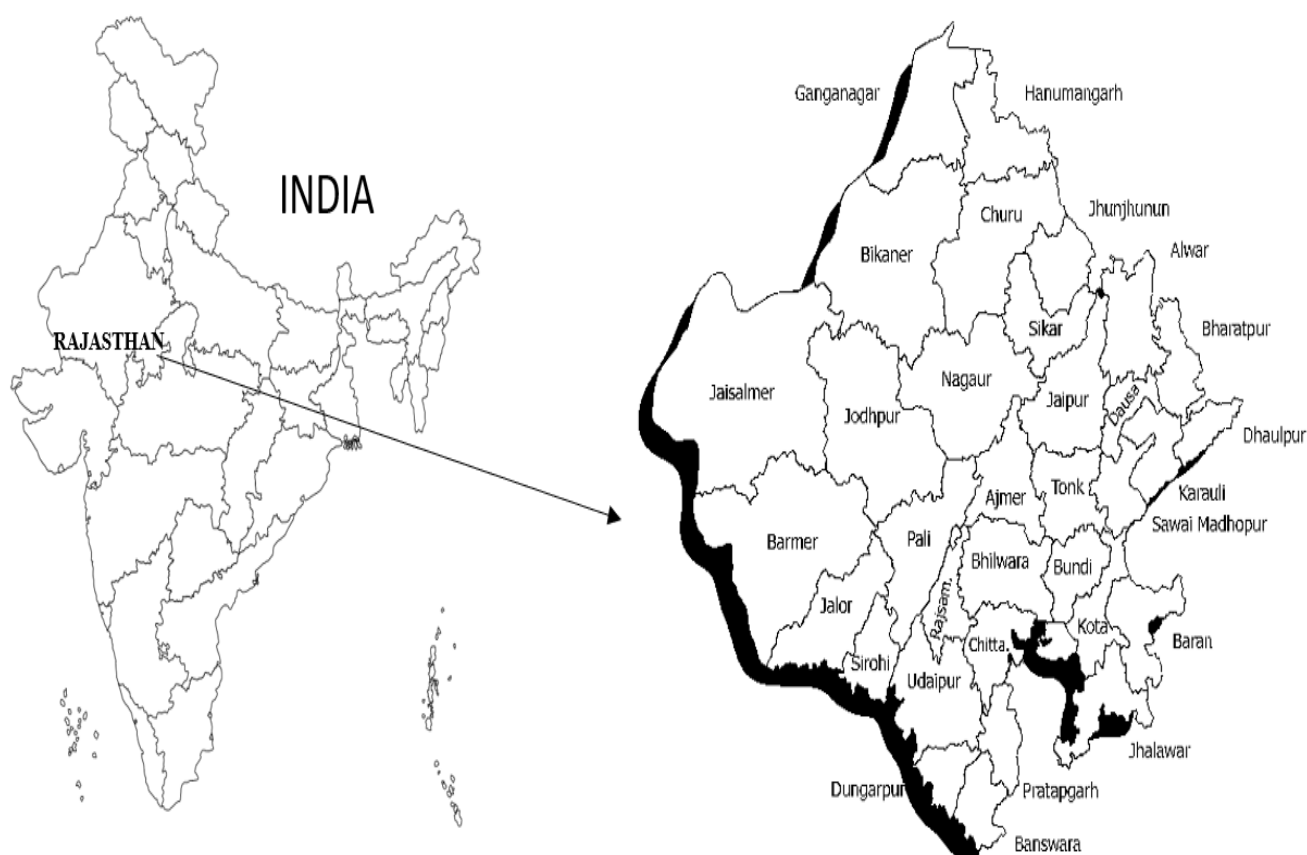 INDIA
RAJASTHAN
Ganganagar
Hanumangarh
Churu
Jhunjhunun
Bikaner
Alwar
Sikar
Bharatpur
Jaisalmer
Jodhpur
Nagaur
Jaipur
Dausa
Dhaulpur
Ajmer
Tonk
Karauli
Sawai Madhopur
Barmer
Pali
Bhilwara
Bundi
Jalor
Rajsam.
Kota
Baran
Sirohi
Chitta.
Udaipur
Jhalawar
Dungarpur
Pratapgarh
Banswara